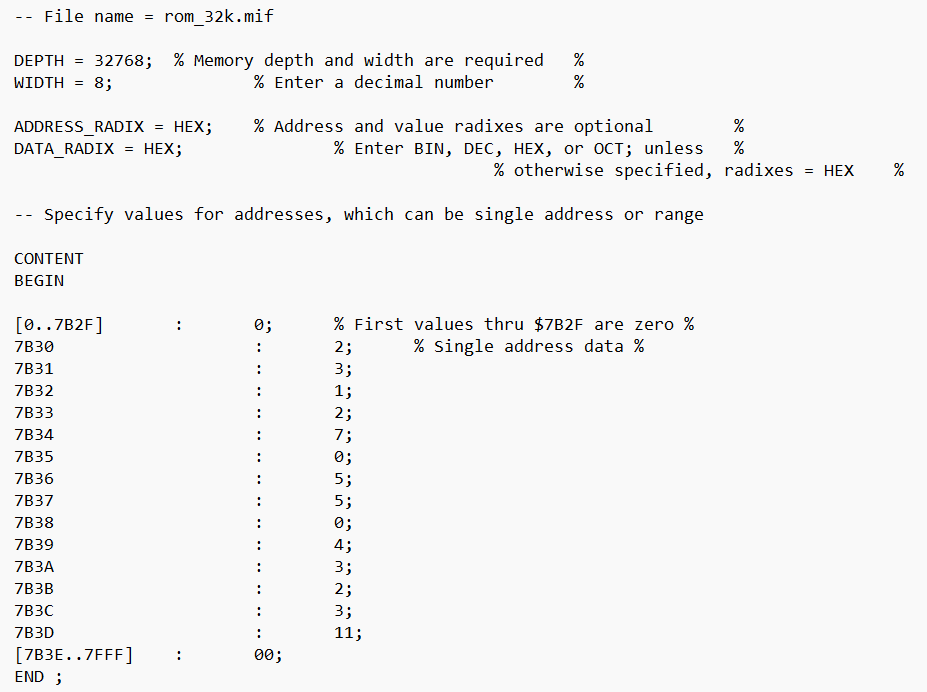 -- File name = rom_32k.mif
DEPTH = 32768;  % Memory depth and width are required   %
WIDTH = 8;              % Enter a decimal number        %
ADDRESS_RADIX = HEX;    % Address and value radixes are optional        %
DATA_RADIX = HEX;               % Enter BIN, DEC, HEX, or OCT; unless   %
% otherwise specified, radixes = HEX    %
-- Specify values for addresses, which can be single address or range
CONTENT
BEGIN
[0..7B2F]       :       0;      % First values thru $7B2F are zero %
7B30                    :       2;      % Single address data %
7B31                    :       3;
7B32                    :       1;
7B33                    :       2;
7B34                    :       7;
7B35                    :       0;
7B36                    :       5;
7B37                    :       5;
7B38                    :       0;
7B39                    :       4;
7B3A                    :       3;
7B3B                    :       2;
7B3C                    :       3;
7B3D                    :       11;
[7B3E..7FFF]    :       00;
END ;